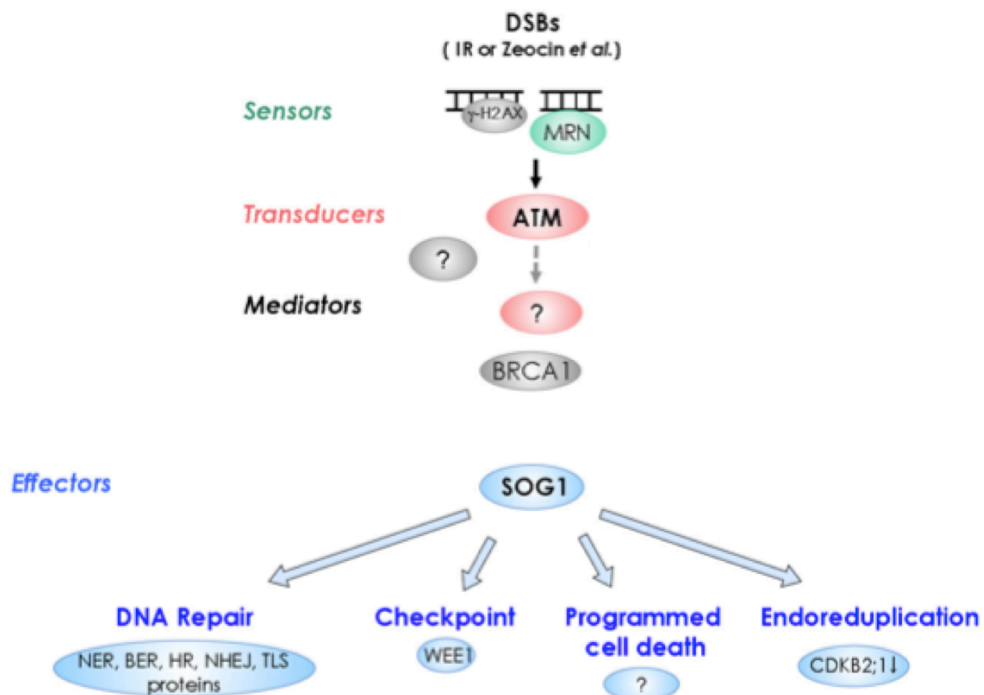 DSBs
( IR or Zeocin et al.)
Sensors
γ-H2AX
MRN
Transducers
ATM
?
Mediators
?
BRCA1
Effectors
SOG1
DNA Repair
NER, BER, HR, NHEJ, TLS
proteins
Checkpoint
WEE1
Programmed
cell death
?
Endoreduplication
CDKB2;1↓